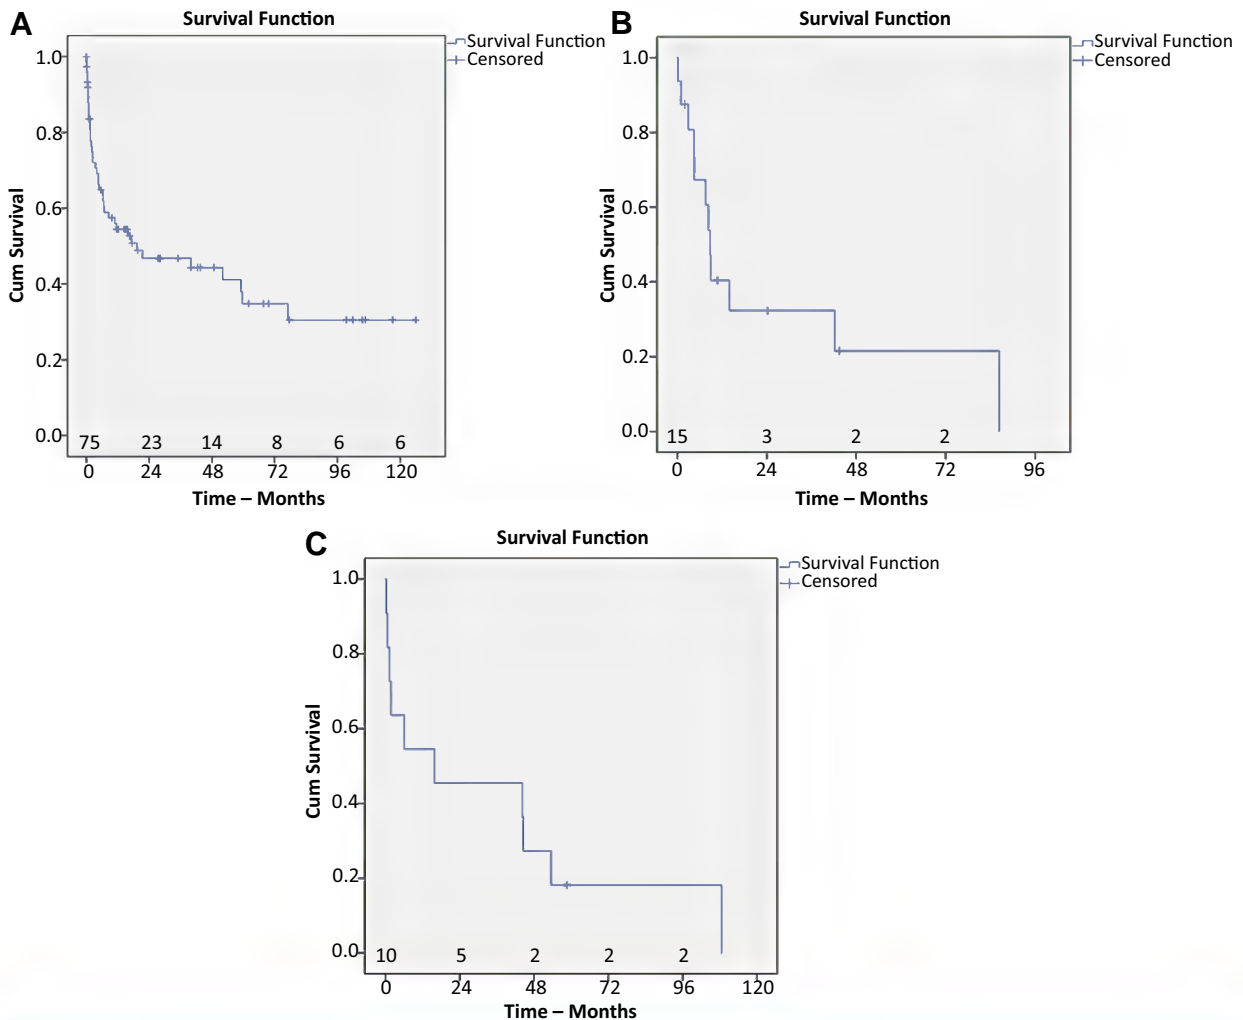 A
Survival Function
Survival Function
Censored
Cum Survival
1.0
0.8
0.6
0.4
0.2
0.0
75 23 14 8 6 6
0 24 48 72 96 120
Time – Months
B
Survival Function
Survival Function
Censored
Cum Survival
1.0
0.8
0.6
0.4
0.2
0.0
15 3 2 2
0 24 48 72 96
Time – Months
C
Survival Function
Survival Function
Censored
Cum Survival
1.0
0.8
0.6
0.4
0.2
0.0
10 5 2 2 2
0 24 48 72 96 120
Time – Months